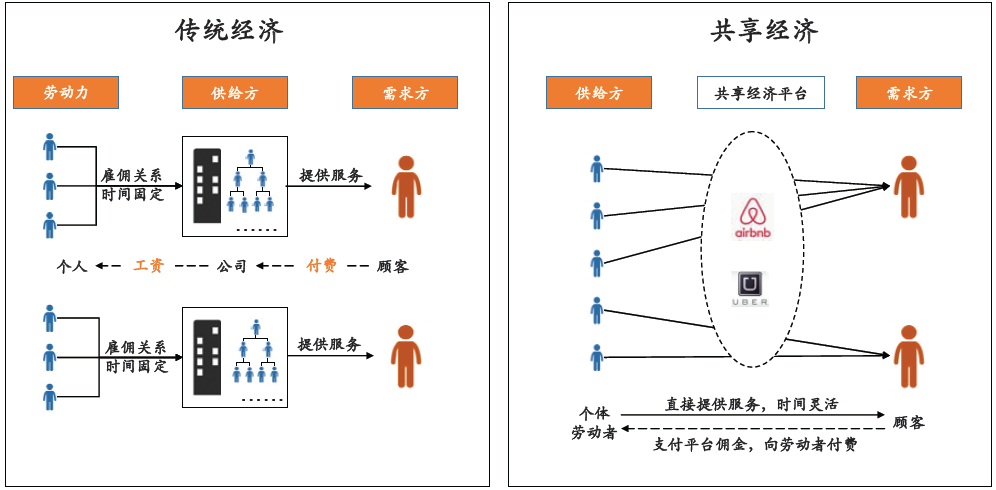 传统经济
劳动力
供给方
需求方
雇佣关系
时间固定
提供服务
......
个人
工资
公司
付费
顾客
雇佣关系
时间固定
提供服务
......
共享经济
供给方
共享经济平台
需求方
airbnb
UBER
个体
劳动者
直接提供服务，时间灵活
支付平台佣金，向劳动者付费
顾客